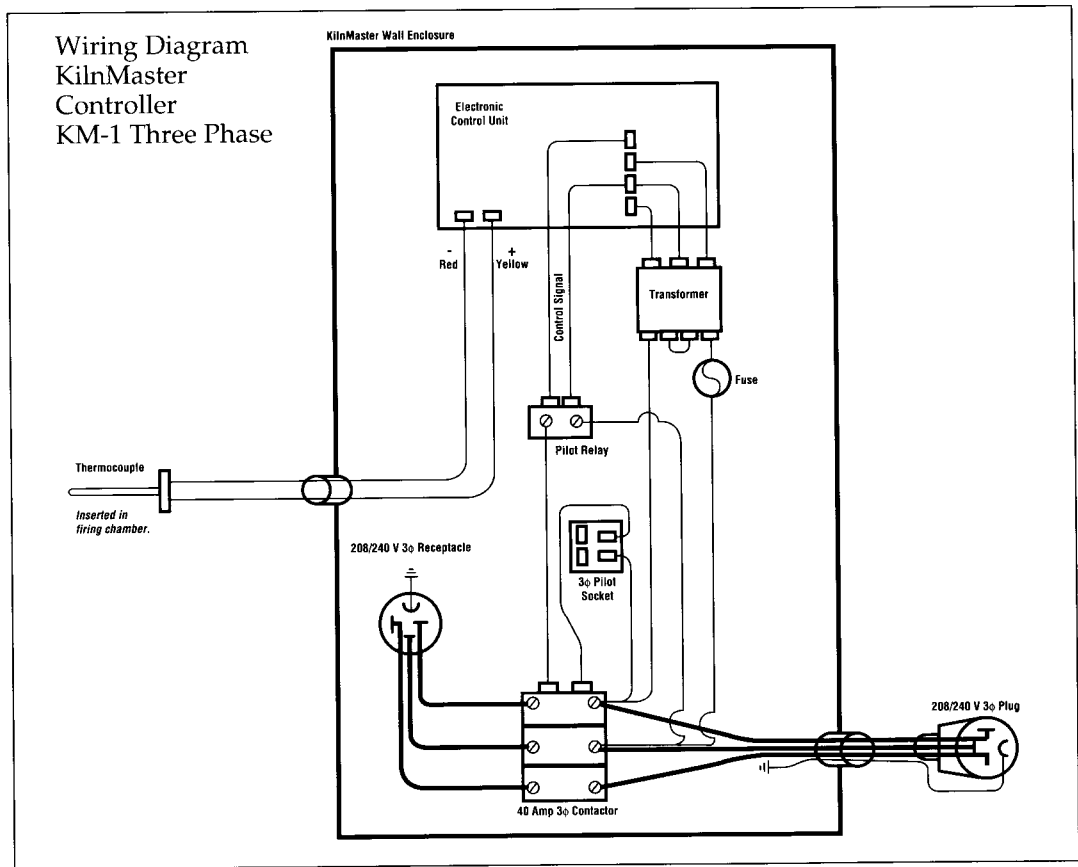 Wiring Diagram
KilnMaster
Controller
KM-1 Three Phase
KilnMaster Wall Enclosure
Electronic
Control Unit
-
Red
+
Yellow
Control Signal
Transformer
Fuse
Pilot Relay
Thermocouple
Inserted in
firing chamber.
208/240 V 3ϕ Receptacle
3ϕ Pilot
Socket
208/240 V 3ϕ Plug
40 Amp 3ϕ Contactor